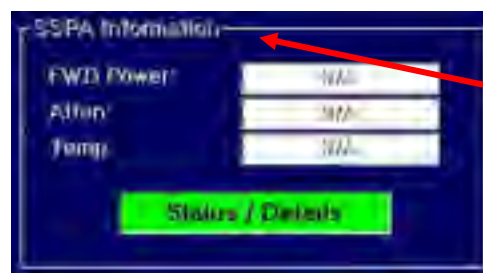 SSPA Information
FWD Power: N/A
Atten: N/A
Temp: N/A
Status / Details